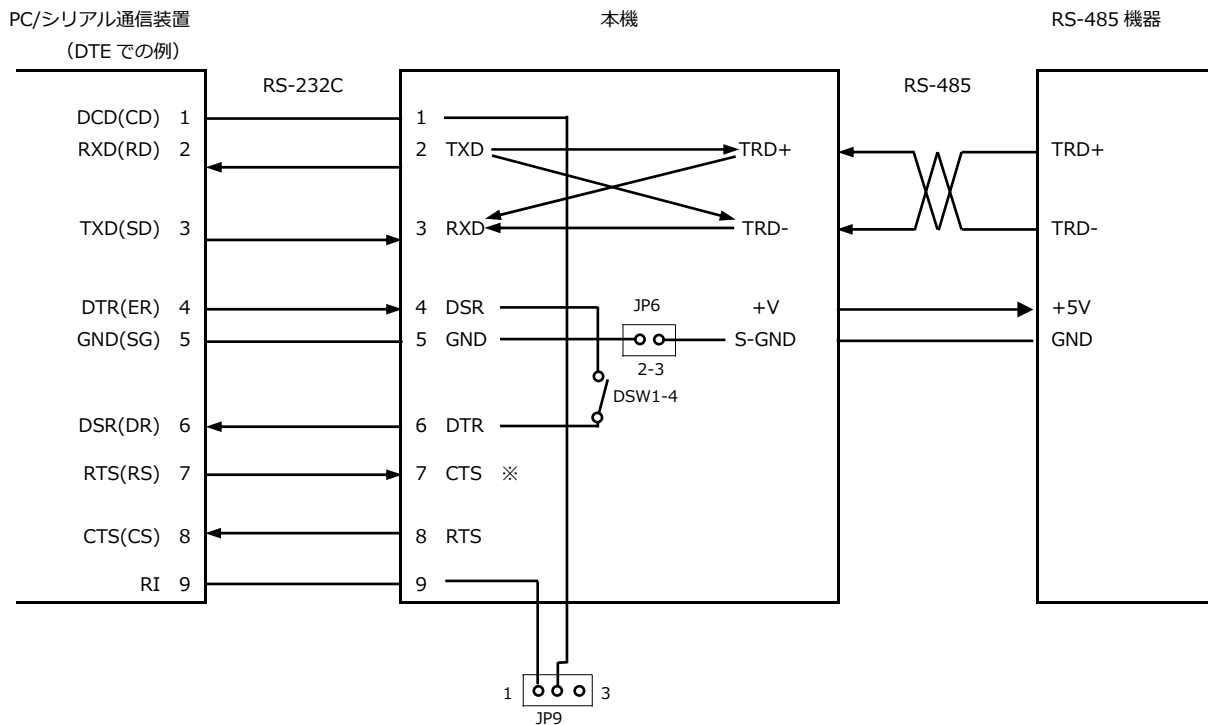 PC/シリアル通信装置 本機 RS-485 機器
（DTE での例）
RS-232C RS-485
DCD(CD) 1 1
RXD(RD) 2 2 TXD TRD+ TRD+
TXD(SD) 3 3 RXD TRD- TRD-
DTR(ER) 4 4 DSR JP6 +V +5V
GND(SG) 5 5 GND S-GND GND
2-3
DSW1-4
DSR(DR) 6 6 DTR
RTS(RS) 7 7 CTS ※
CTS(CS) 8 8 RTS
RI 9 9
1 3
JP9